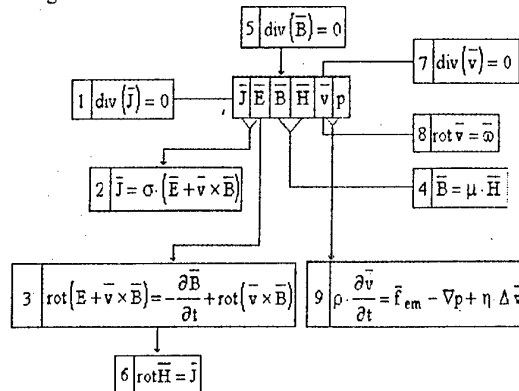 5 div(B̄)=0
7 div(v̄)=0
1 div(J̄)=0
J̄ Ē B̄ H̄ v̄ p
8 rot v̄ = ω̄
2 J̄ = σ·(Ē + v̄ × B̄)
4 B̄ = μ·H̄
3 rot(E + v̄ × B̄) = -∂B̄/∂t + rot(v̄ × B̄)
9 ρ·∂v̄/∂t = f̄em - ∇p + η·Δv̄
6 rotH̄ = J̄